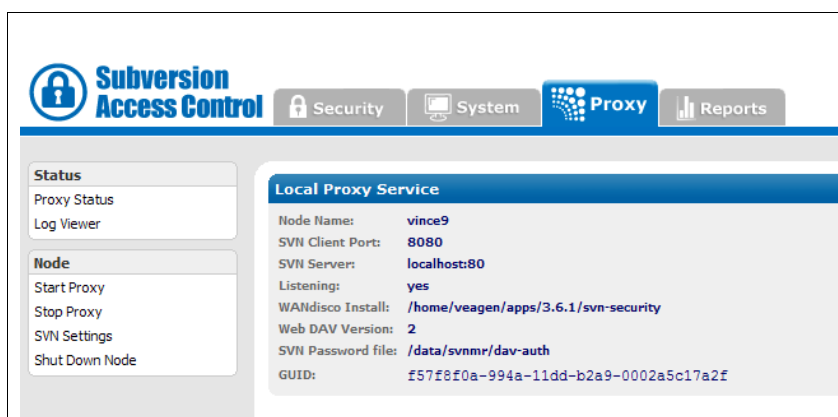 Subversion
Access Control
Security
System
Proxy
Reports
Status
Proxy Status
Log Viewer
Node
Start Proxy
Stop Proxy
SVN Settings
Shut Down Node
Local Proxy Service
Node Name: vince9
SVN Client Port: 8080
SVN Server: localhost:80
Listening: yes
WANdisco Install: /home/veagen/apps/3.6.1/svn-security
Web DAV Version: 2
SVN Password file: /data/svnmr/dav-auth
GUID: f57f8f0a-994a-11dd-b2a9-0002a5c17a2f